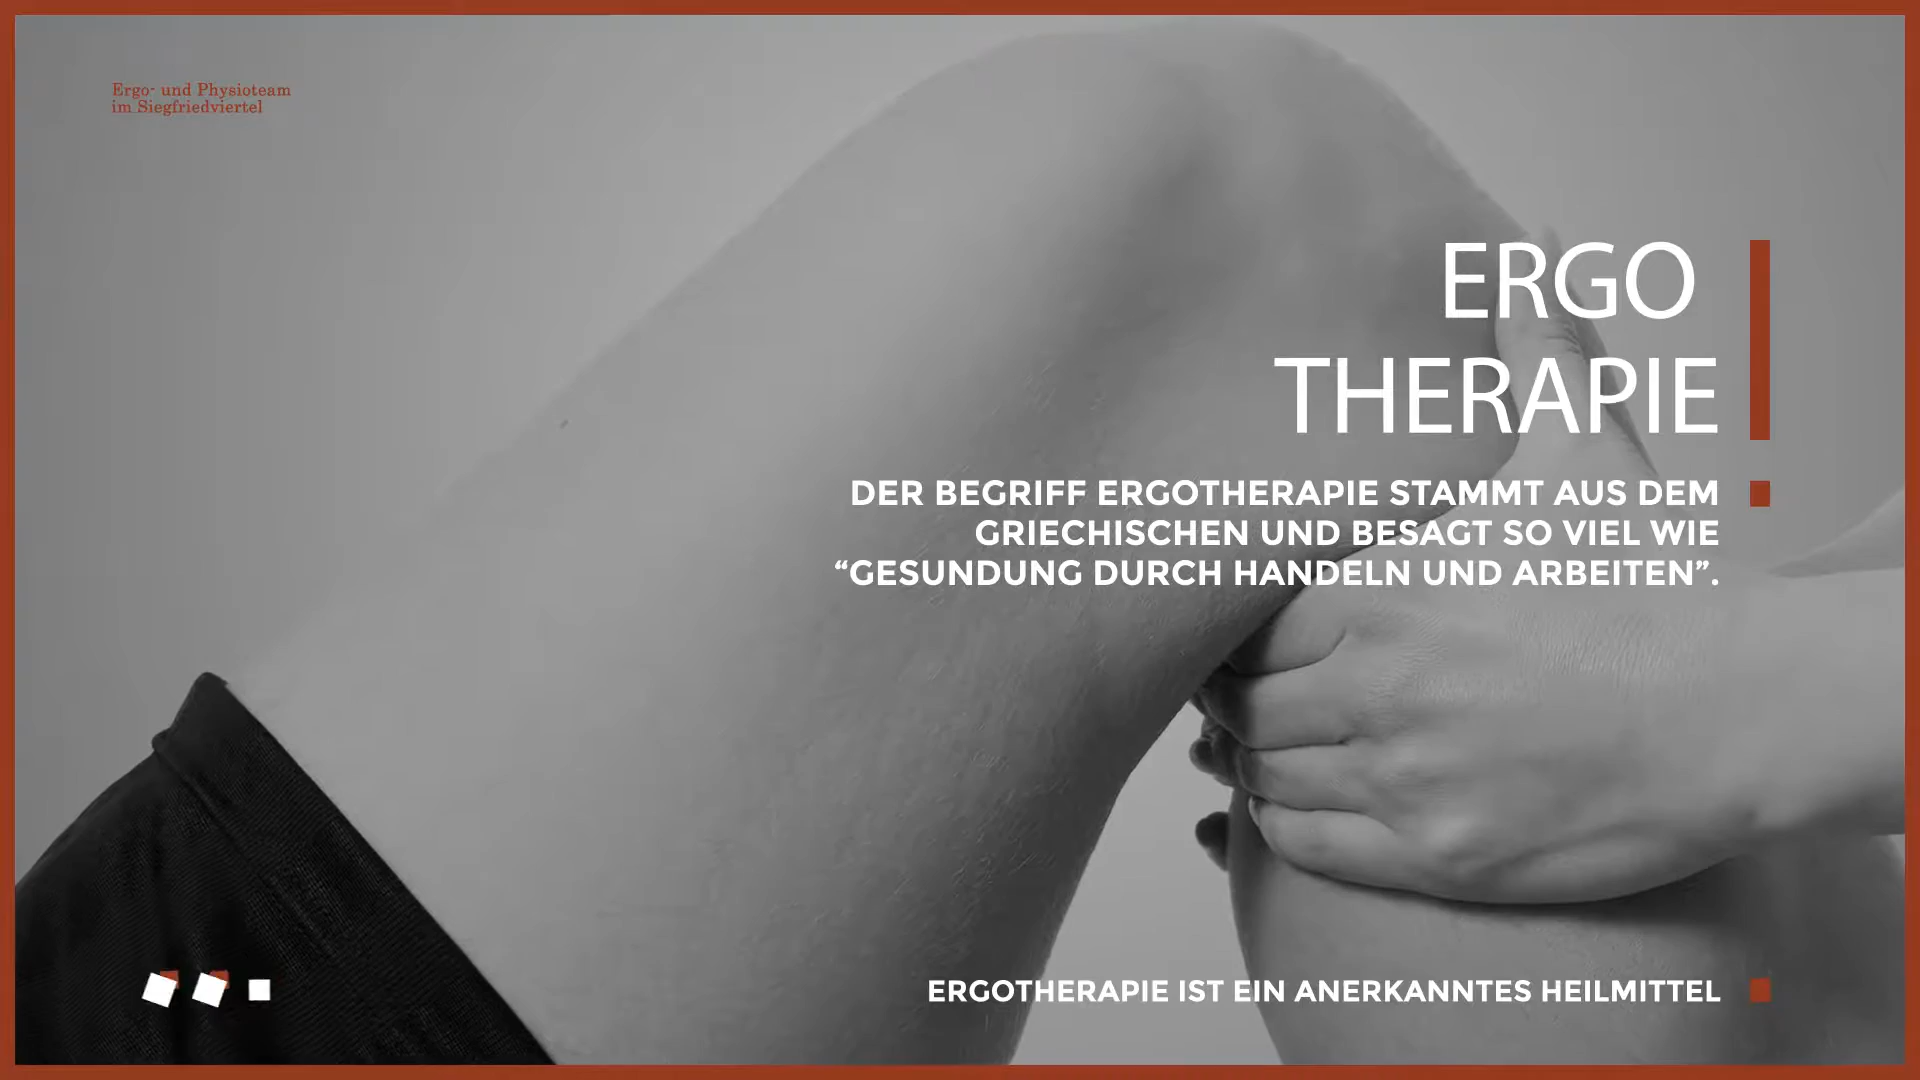 Ergo- und Physioteam
im Siegfriedviertel
ERGO
THERAPIE
DER BEGRIFF ERGOTHERAPIE STAMMT AUS DEM
GRIECHISCHEN UND BESAGT SO VIEL WIE
“GESUNDUNG DURCH HANDELN UND ARBEITEN”.
ERGOTHERAPIE IST EIN ANERKANNTES HEILMITTEL